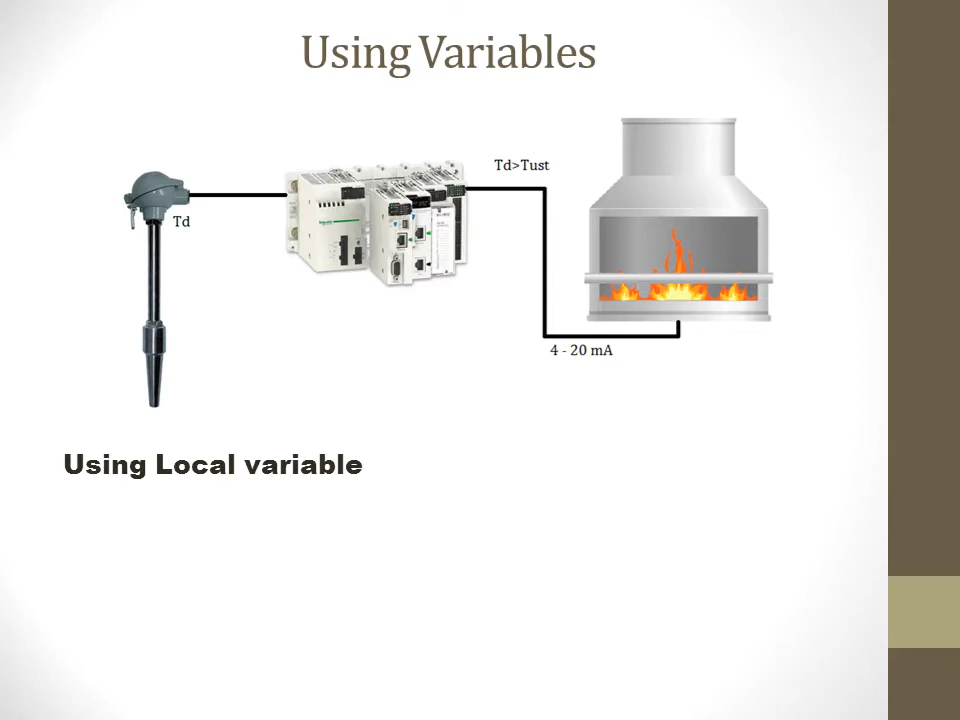 Using Variables
Td>Tust
Td
4 - 20 mA
Using Local variable